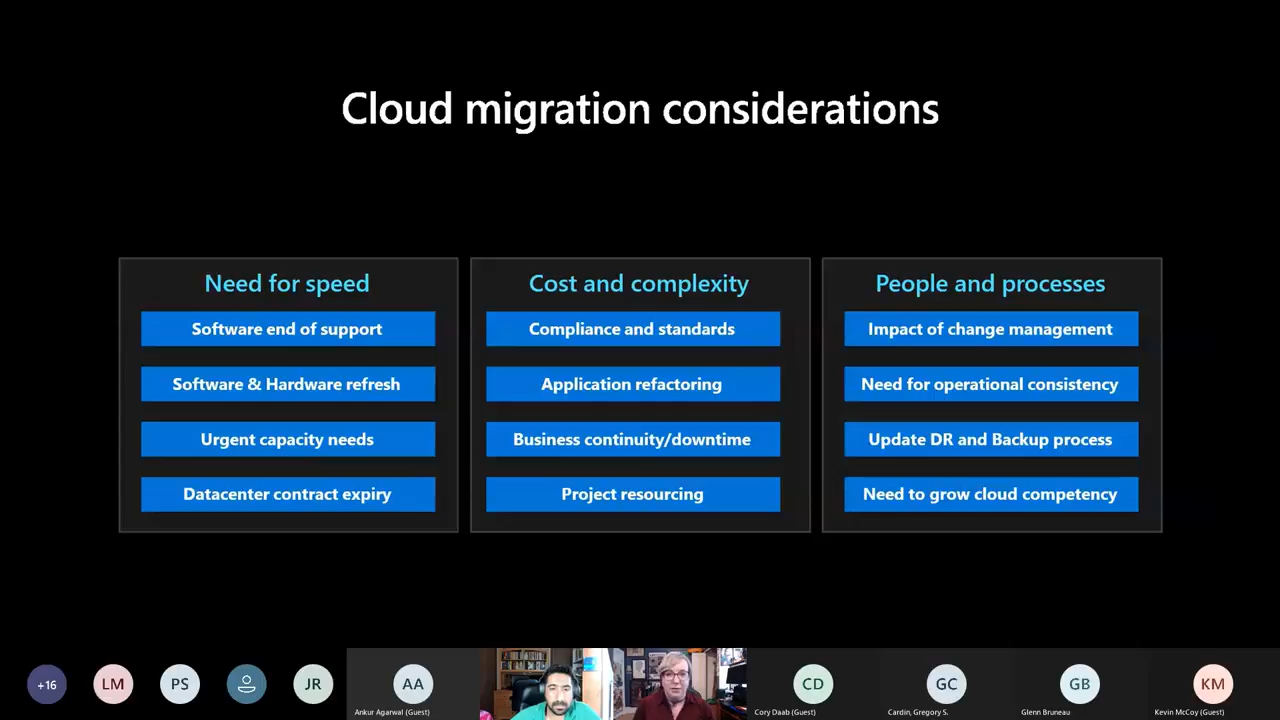 Cloud migration considerations
Need for speed
Software end of support
Software & Hardware refresh
Urgent capacity needs
Datacenter contract expiry
Cost and complexity
Compliance and standards
Application refactoring
Business continuity/downtime
Project resourcing
People and processes
Impact of change management
Need for operational consistency
Update DR and Backup process
Need to grow cloud competency
+16
LM
PS
JR
AA
Ankur Agarwal (Guest)
CD
Cory Daab (Guest)
GC
Cardin, Gregory S.
GB
Glenn Bruneau
KM
Kevin McCoy (Guest)